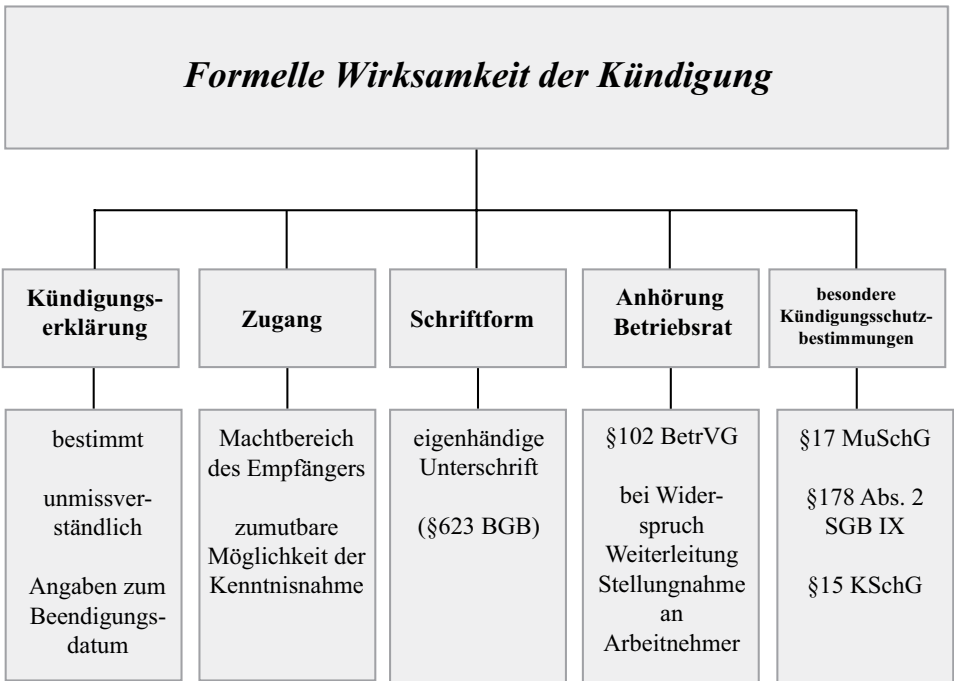 Formelle Wirksamkeit der Kündigung
Kündigungs-
erklärung
Zugang
Schriftform
Anhörung
Betriebsrat
besondere
Kündigungsschutz-
bestimmungen
bestimmt
unmissver-
ständlich
Angaben zum
Beendigungs-
datum
Machtbereich
des Empfängers
zumutbare
Möglichkeit der
Kenntnisnahme
eigenhändige
Unterschrift
(§623 BGB)
§102 BetrVG
bei Wider-
spruch
Weiterleitung
Stellungnahme
an
Arbeitnehmer
§17 MuSchG
§178 Abs. 2
SGB IX
§15 KSchG